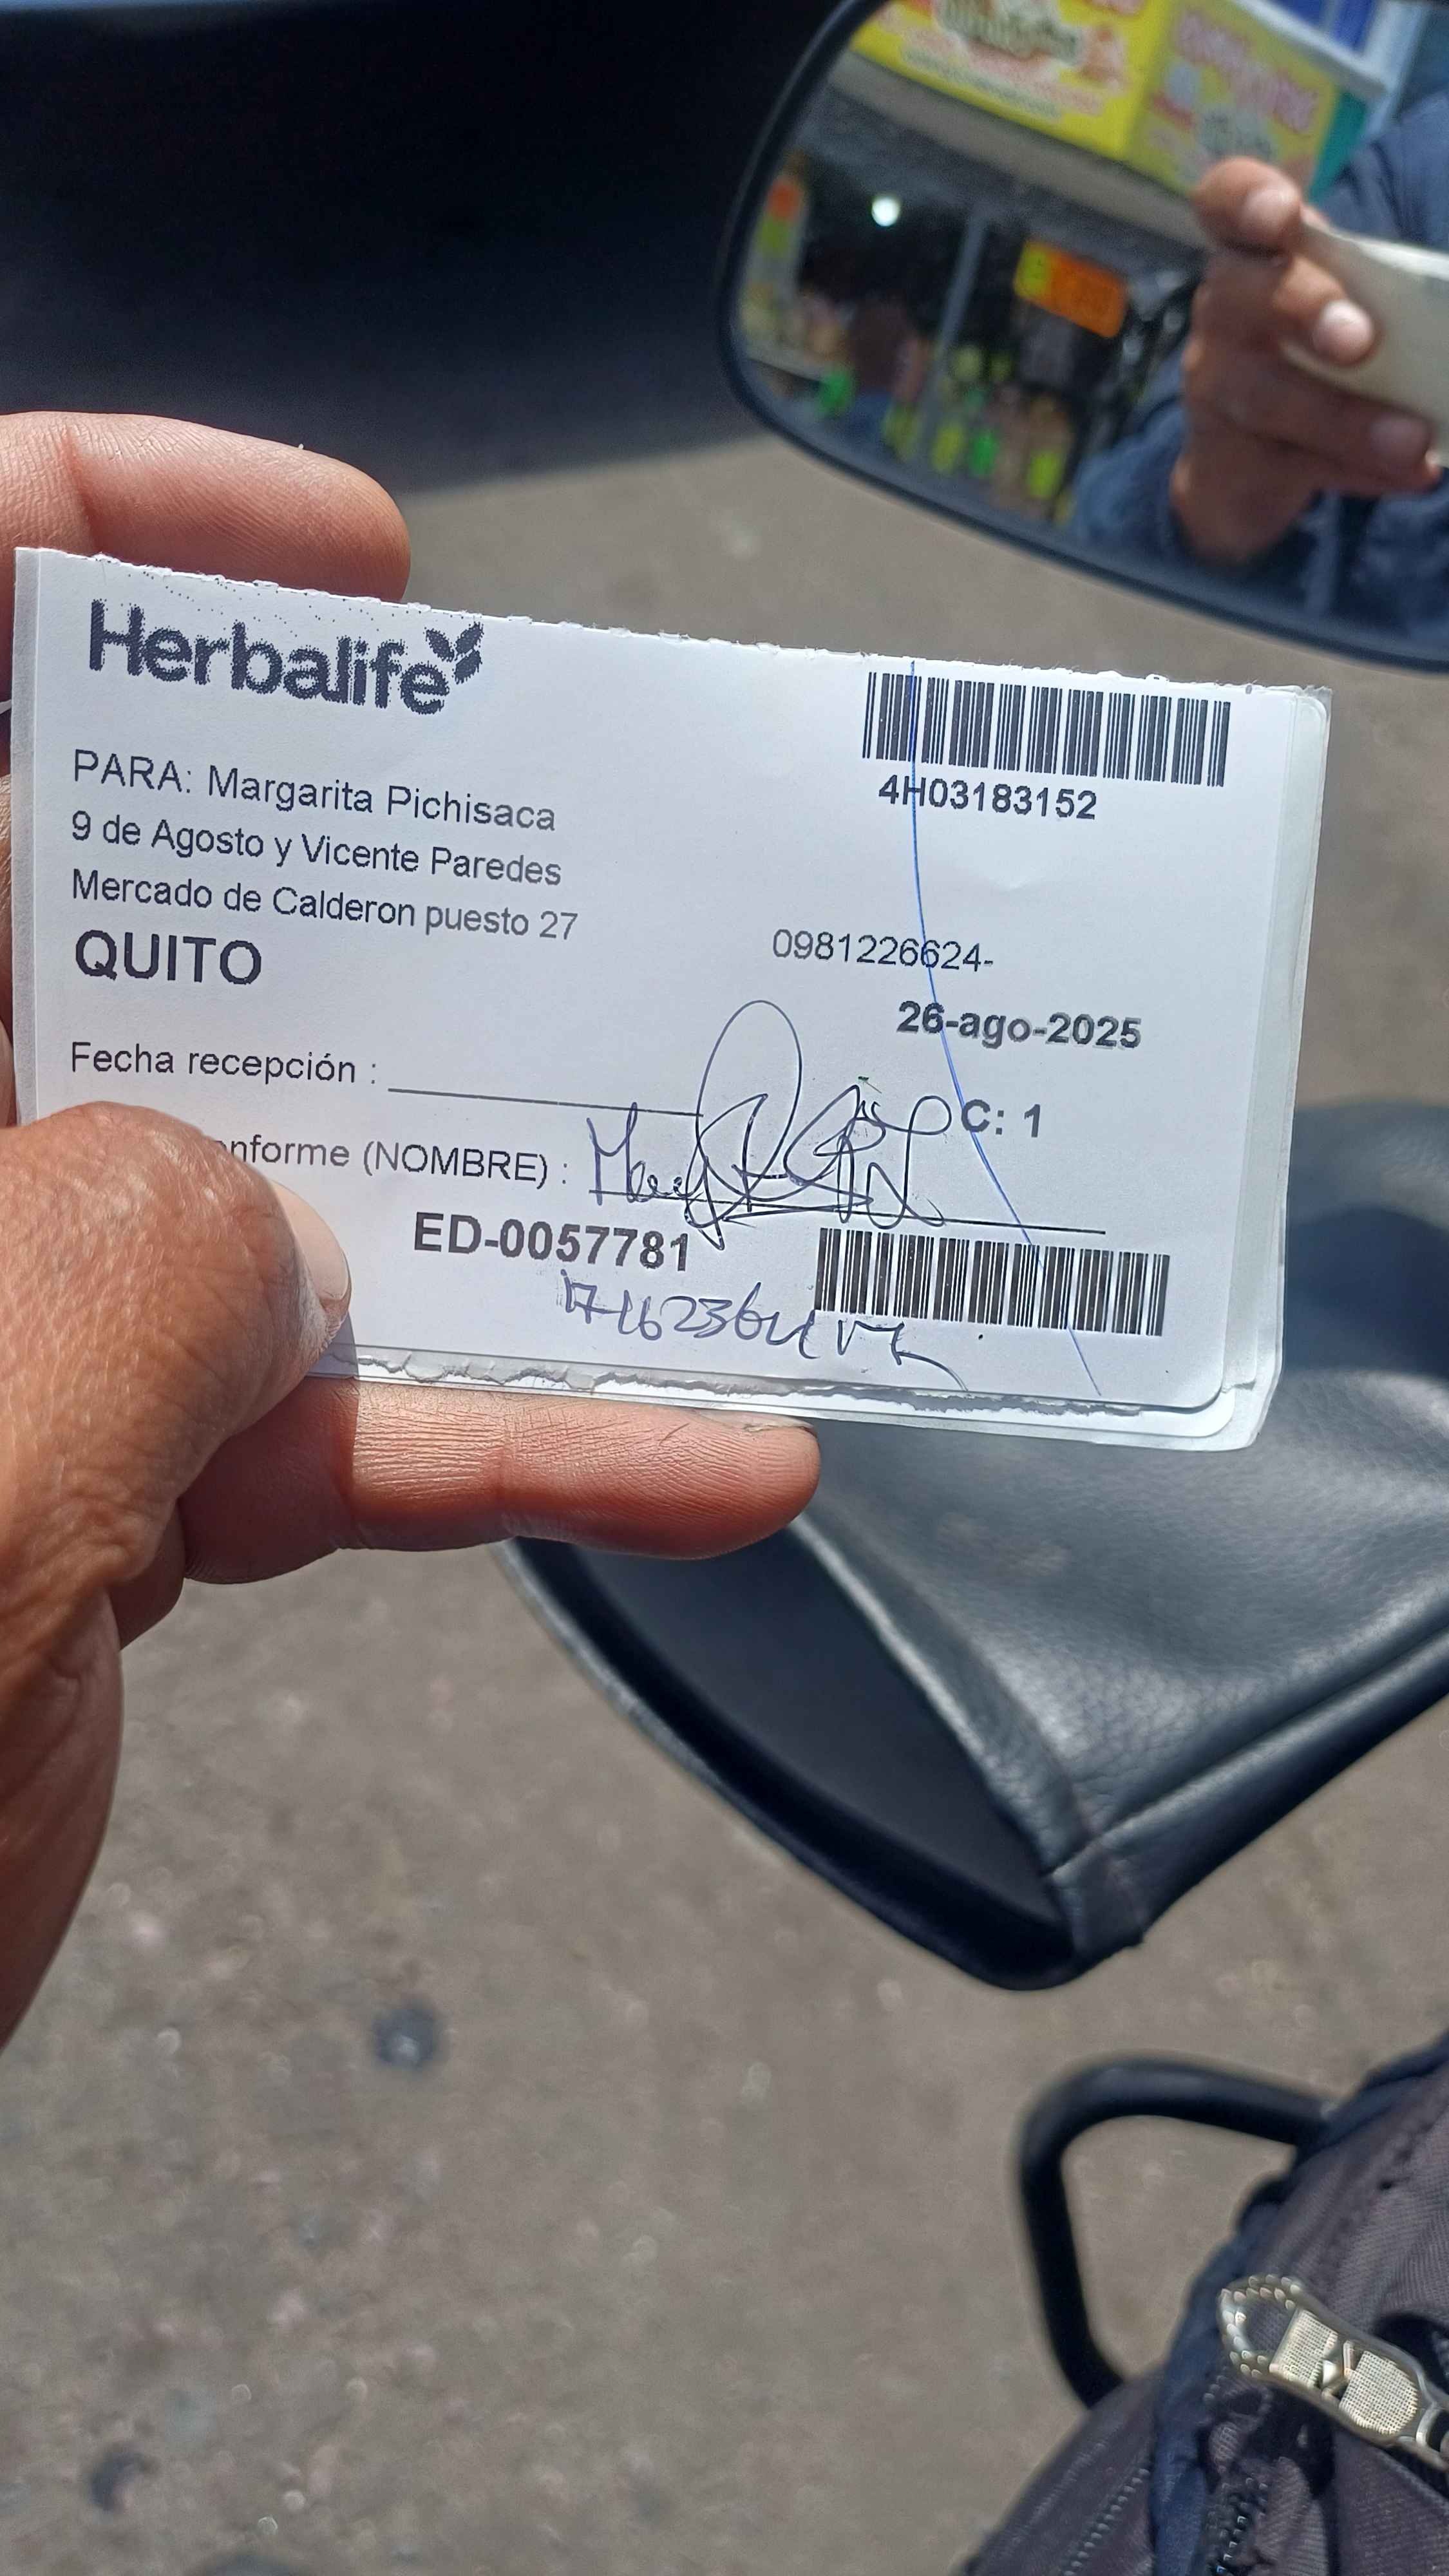 Herbalife
4H03183152
PARA: Margarita Pichisaca
9 de Agosto y Vicente Paredes
Mercado de Calderon puesto 27
QUITO
0981226624-
26-ago-2025
Fecha recepción :
C: 1
nforme (NOMBRE) :
ED-0057781